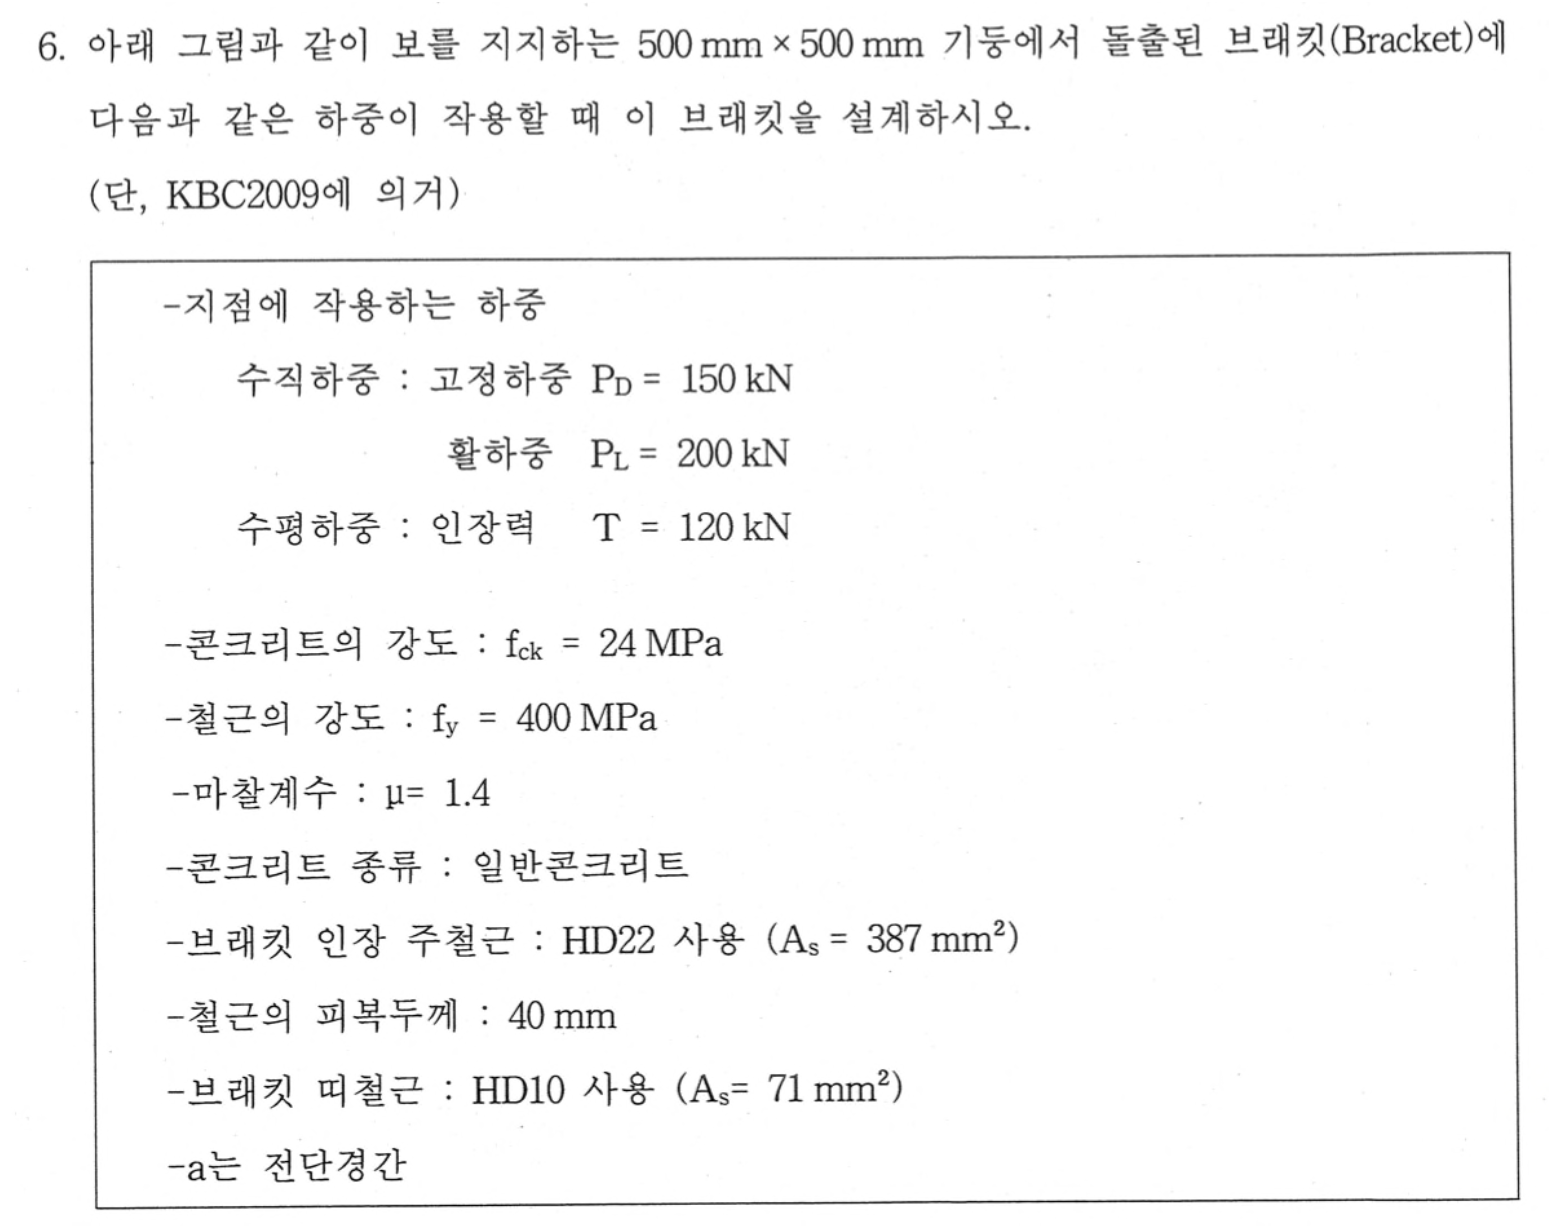 6. 아래 그림과 같이 보를 지지하는 500 mm × 500 mm 기둥에서 돌출된 브래킷(Bracket)에
다음과 같은 하중이 작용할 때 이 브래킷을 설계하시오.
(단, KBC2009에 의거)
-지점에 작용하는 하중
수직하중 : 고정하중 P_D = 150 kN
활하중 P_L = 200 kN
수평하중 : 인장력 T = 120 kN
-콘크리트의 강도 : f_ck = 24 MPa
-철근의 강도 : f_y = 400 MPa
-마찰계수 : μ= 1.4
-콘크리트 종류 : 일반콘크리트
-브래킷 인장 주철근 : HD22 사용 (A_s = 387 mm²)
-철근의 피복두께 : 40 mm
-브래킷 띠철근 : HD10 사용 (A_s= 71 mm²)
-a는 전단경간